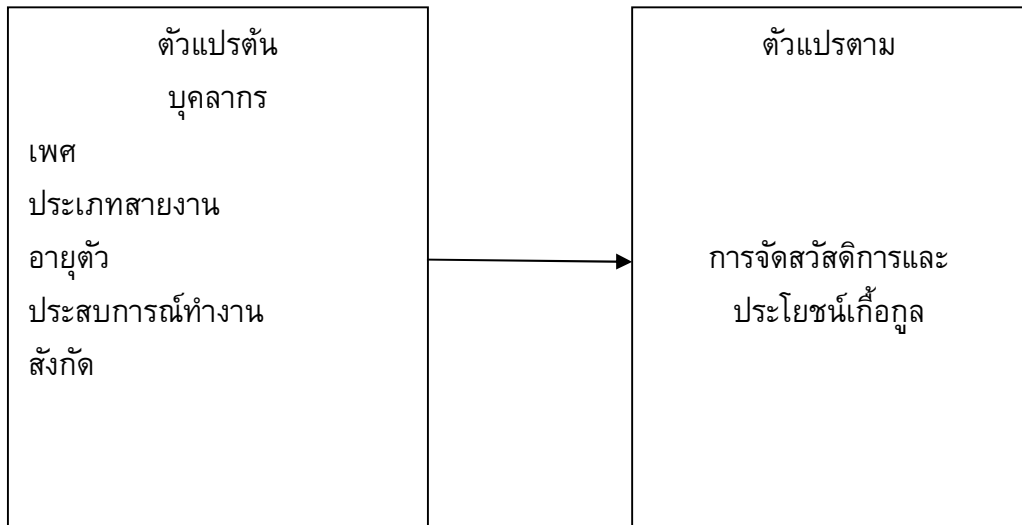 ตัวแปรต้น
บุคลากร
เพศ
ประเภทสายงาน
อายุตัว
ประสบการณ์ทำงาน
สังกัด
ตัวแปรตาม
การจัดสวัสดิการและ
ประโยชน์เกื้อกูล